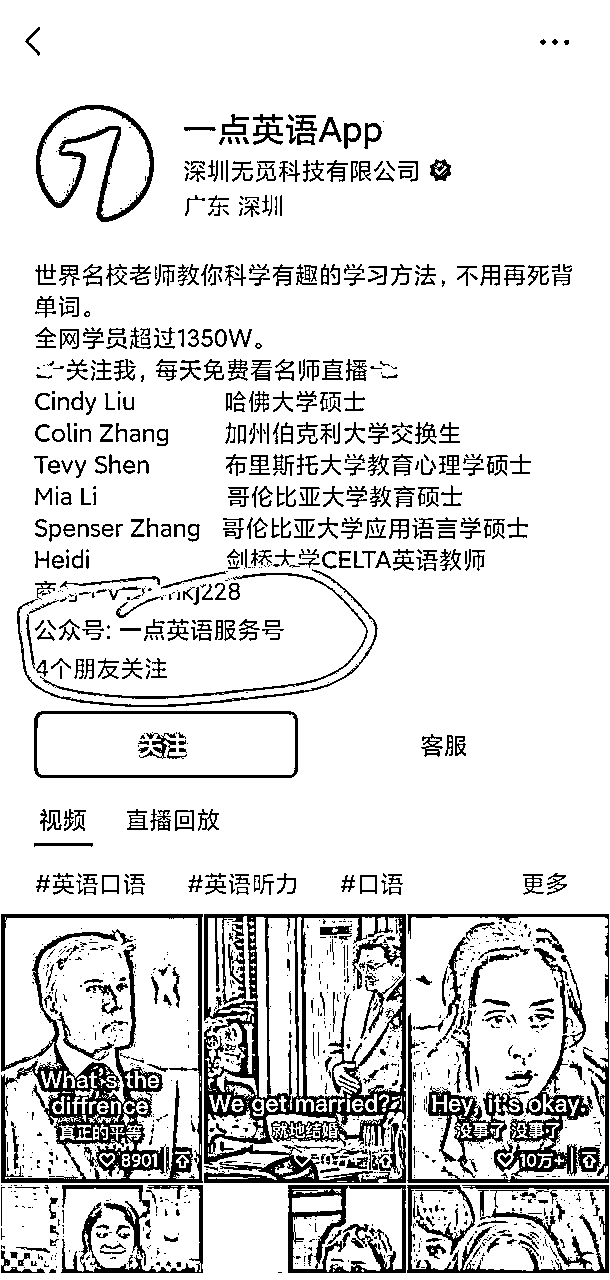 一点英语App
深圳无觅科技有限公司
广东 深圳
世界名校老师教你科学有趣的学习方法，不用再死背
单词。
全网学员超过1350W。
关注我，每天免费看名师直播
Cindy Liu 哈佛大学硕士
Colin Zhang 加州伯克利大学交换生
Tevy Shen 布里斯托大学教育心理学硕士
Mia Li 哥伦比亚大学教育硕士
Spenser Zhang 哥伦比亚大学应用语言学硕士
Heidi 剑桥大学CELTA英语教师
kj228
公众号: 一点英语服务号
4个朋友关注
关注 客服
视频 直播回放
#英语口语 #英语听力 #口语 更多
What's the
diffrence
真正的平等
8901
We get married?
就地结婚
10万+
Hey, it's okay.
没事了 没事了
10万+